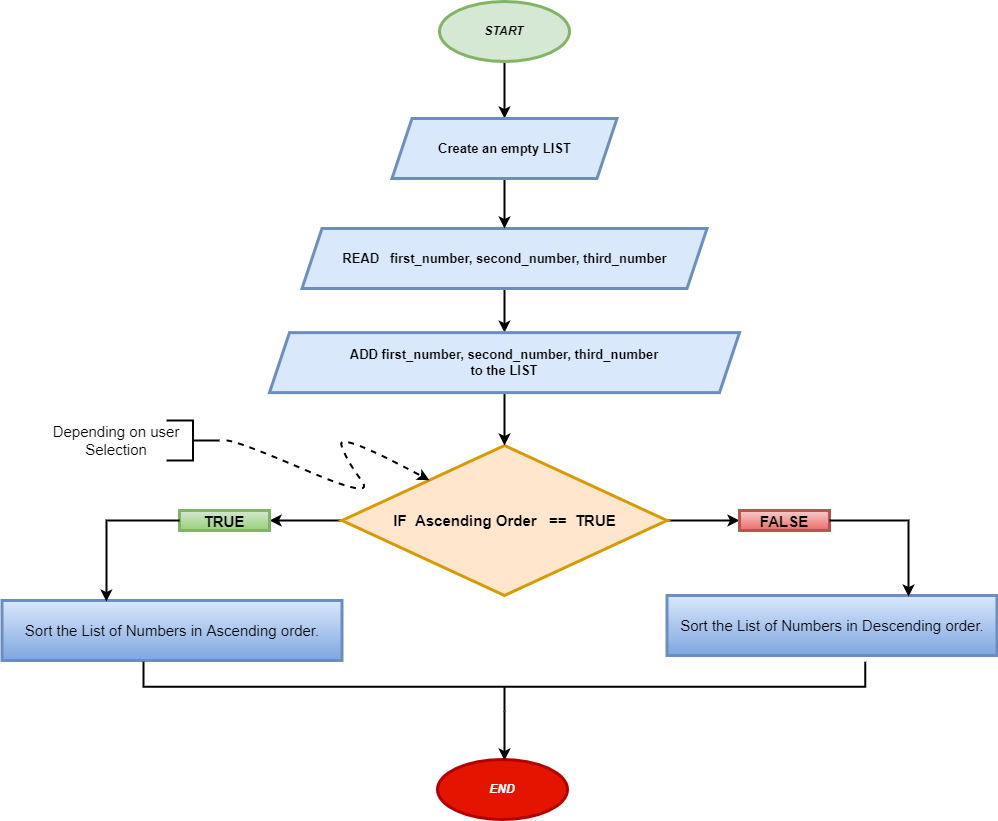 START
Create an empty LIST
READ first_number, second_number, third_number
ADD first_number, second_number, third_number
to the LIST
Depending on user
Selection
IF Ascending Order == TRUE
TRUE
FALSE
Sort the List of Numbers in Ascending order.
Sort the List of Numbers in Descending order.
END